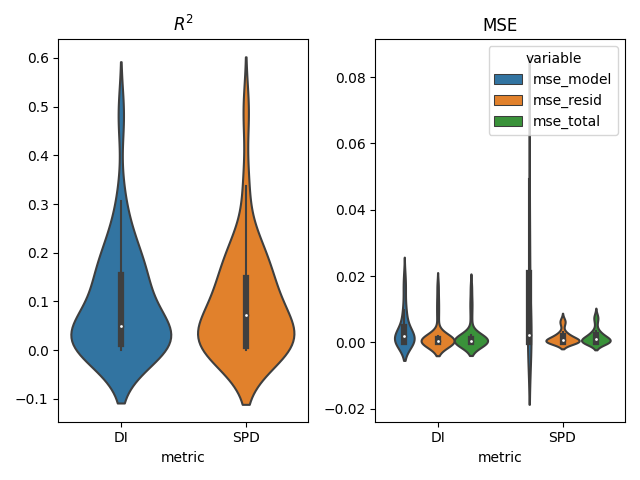 R²
0.6
0.5
0.4
0.3
0.2
0.1
0.0
−0.1
DI SPD
metric
MSE
variable
mse_model
mse_resid
mse_total
0.08
0.06
0.04
0.02
0.00
−0.02
DI SPD
metric